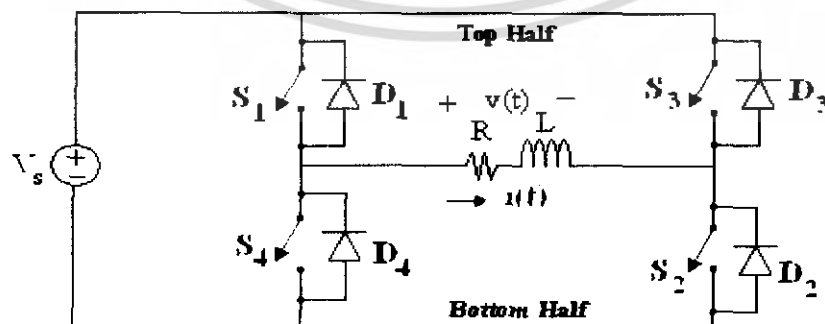 Top Half
S1
D1
+ v(t) −
S3
D3
R
L
Vs
+
−
i(t)
S4
D4
S2
D2
Bottom Half